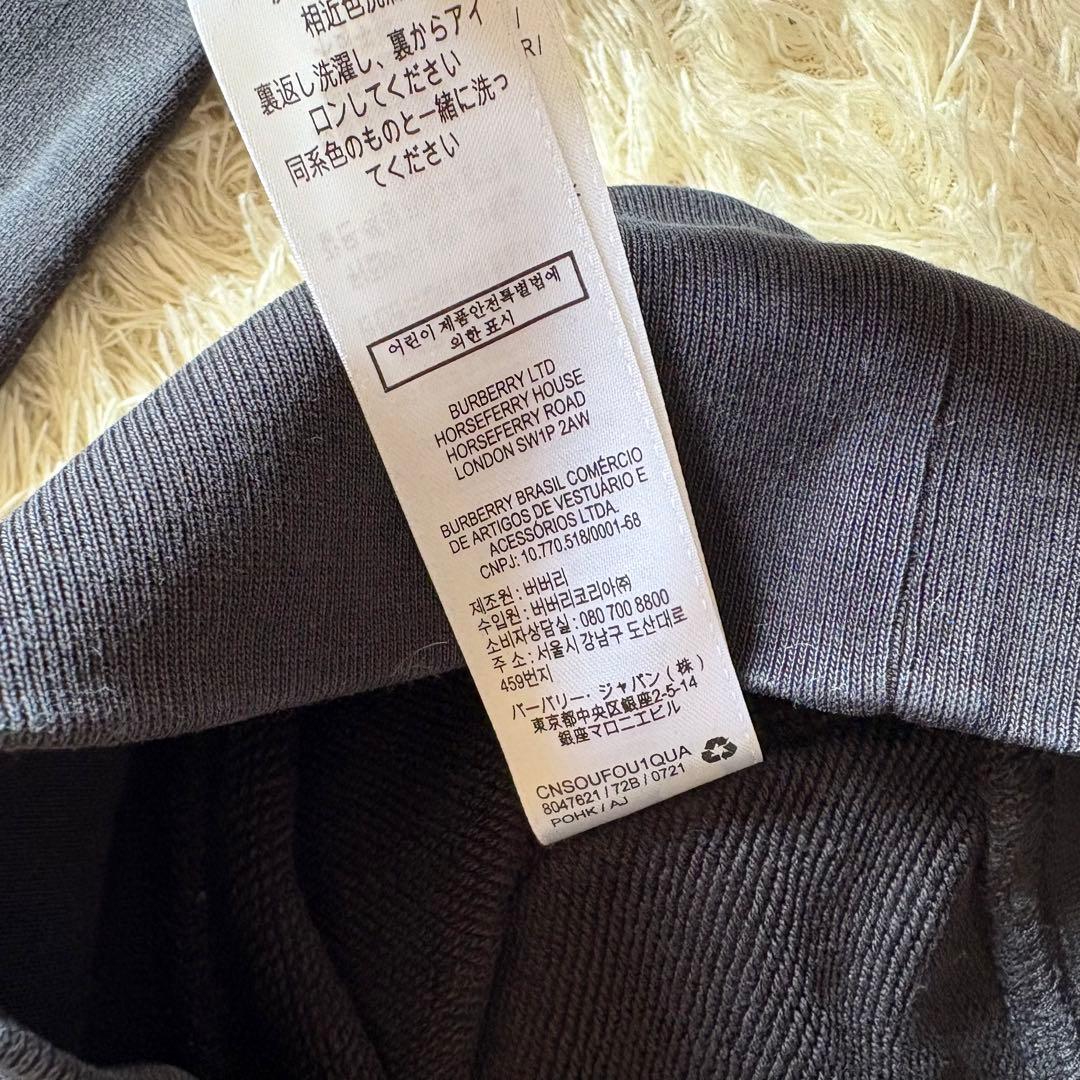 相近色洗
裏返し洗濯し、裏からアイ
ロンしてください
同系色のものと一緒に洗っ
てください
/
R/
어린이 제품안전특별법에
의한 표시
BURBERRY LTD
HORSEFERRY HOUSE
HORSEFERRY ROAD
LONDON SW1P 2AW
BURBERRY BRASIL COMÉRCIO
DE ARTIGOS DE VESTUÁRIO E
ACESSÓRIOS LTDA.
CNPJ: 10.770.518/0001-68
제조원 : 버버리
수입원 : 버버리코리아㈜
소비자상담실 : 080 700 8800
주 소 : 서울시 강남구 도산대로
459번지
バーバリー・ジャパン（株）
東京都中央区銀座2-5-14
銀座マロニエビル
CNSOUFOU1QUA
8047621 / 72B / 0721
POHK / AJ